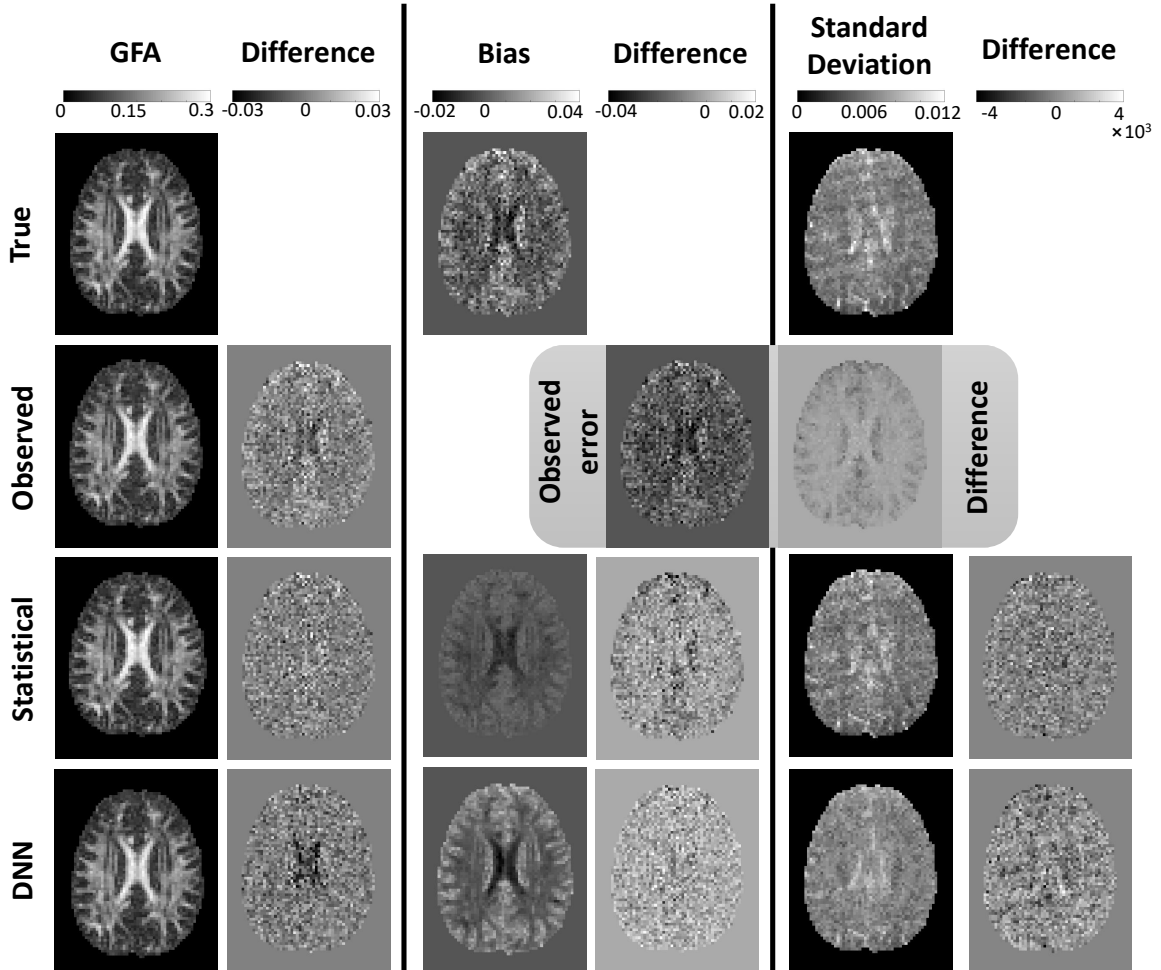 GFA
Difference
Bias
Difference
Standard
Deviation
Difference
0 0.15 0.3
-0.03 0 0.03
-0.02 0 0.04
-0.04 0 0.02
0 0.006 0.012
-4 0 4
×10³
True
Observed
Observed
error
Difference
Statistical
DNN